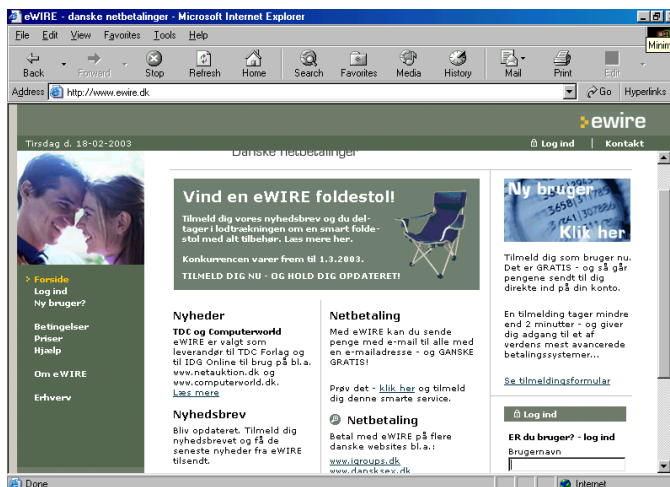 eWIRE - danske netbetalinger - Microsoft Internet Explorer
File Edit View Favorites Tools Help
Minim
Back Forward Stop Refresh Home Search Favorites Media History Mail Print Edit
Address http://www.ewire.dk Go Hyperlinks
ewire
Tirsdag d. 18-02-2003 Log ind | Kontakt
Danske netbetalinger
Vind en eWIRE foldestol!
Tilmeld dig vores nyhedsbrev og du del-
tager i lodtrækningen om en smart folde-
stol med alt tilbehør. Læs mere her.
Konkurrencen varer frem til 1.3.2003.
TILMELD DIG NU - OG HOLD DIG OPDATERET!
Forside
Log ind
Ny bruger?
Betingelser
Priser
Hjælp
Om eWIRE
Erhverv
Nyheder
TDC og Computerworld
eWIRE er valgt som
leverandør til TDC Forlag og
til IDG Online til brug på bl.a.
www.netauktion.dk og
www.computerworld.dk.
Læs mere
Nyhedsbrev
Bliv opdateret. Tilmeld dig
nyhedsbrevet og få de
seneste nyheder fra eWIRE
tilsendt.
Netbetaling
Med eWIRE kan du sende
penge med e-mail til alle med
en e-mailadresse - og GANSKE
GRATIS!
Prøv det - klik her og tilmeld
dig denne smarte service.
Netbetaling
Betal med eWIRE på flere
danske websites bl.a.:
www.igroups.dk
www.dansksex.dk
Ny bruger
Klik her
Tilmeld dig som bruger nu.
Det er GRATIS - og så går
pengene sendt til dig
direkte ind på din konto.
En tilmelding tager mindre
end 2 minutter - og giver
dig adgang til et af
verdens mest avancerede
betalingssystemer...
Se tilmeldingsformular
Log ind
ER du bruger? - log ind
Brugernavn
Done Internet